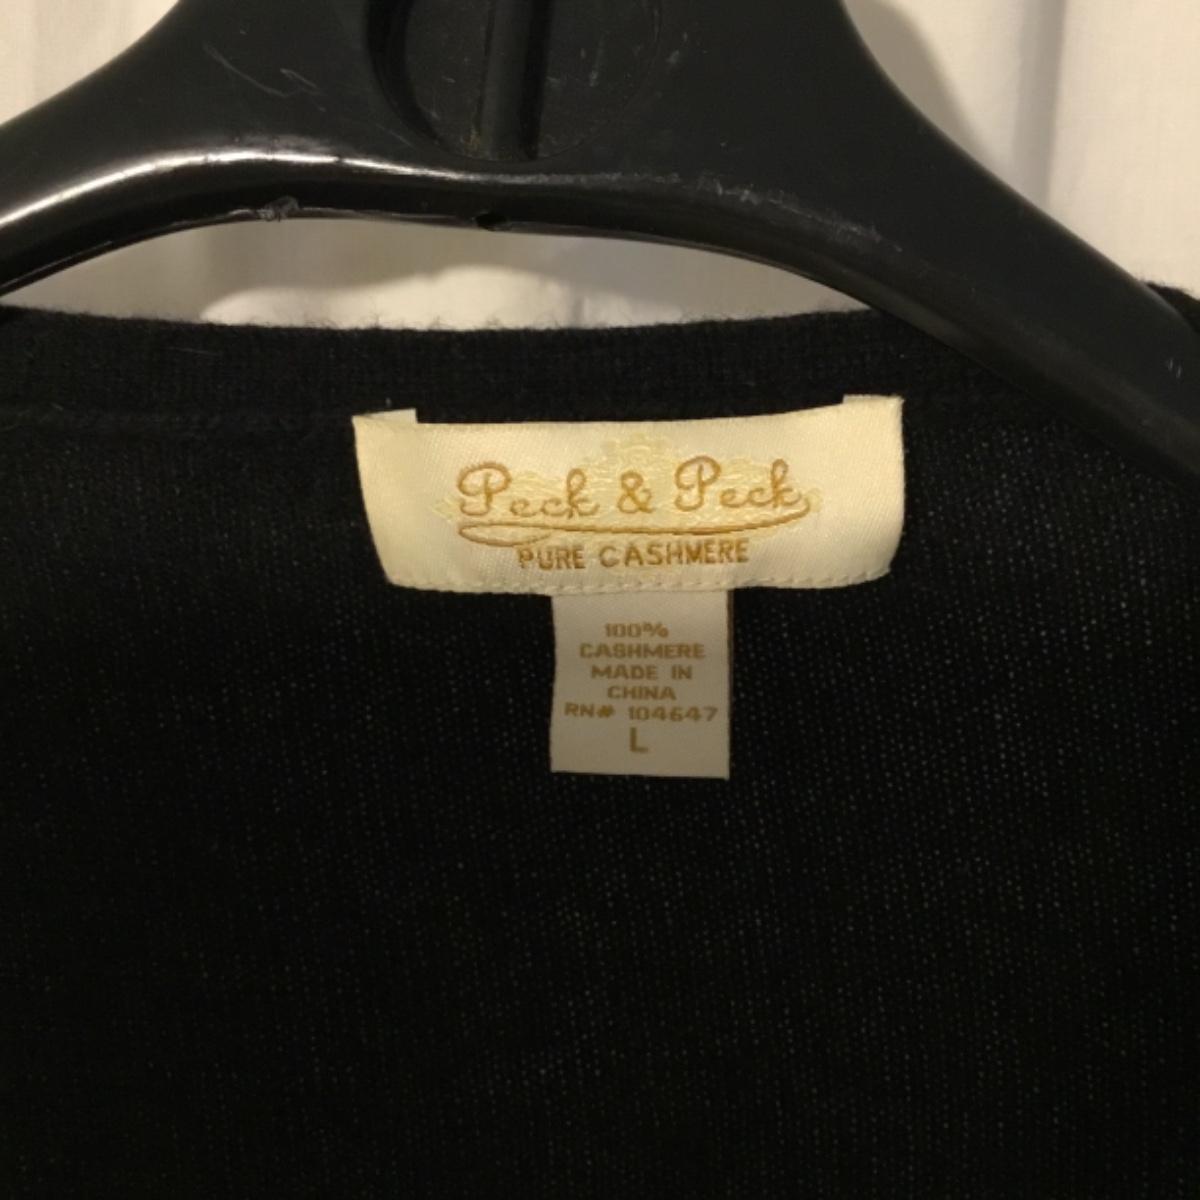 Peck & Peck
PURE CASHMERE
100%
CASHMERE
MADE IN
CHINA
RN# 104647
L